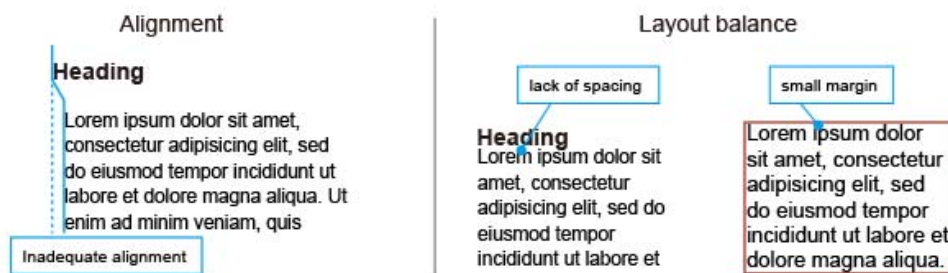 Alignment
Heading
Lorem ipsum dolor sit amet,
consectetur adipisicing elit, sed
do eiusmod tempor incididunt ut
labore et dolore magna aliqua. Ut
enim ad minim veniam, quis
Inadequate alignment
Layout balance
lack of spacing
Heading
Lorem ipsum dolor sit
amet, consectetur
adipisicing elit, sed do
eiusmod tempor
incididunt ut labore et
small margin
Lorem ipsum dolor
sit amet, consectetur
adipisicing elit, sed
do eiusmod tempor
incididunt ut labore et
dolore magna aliqua.